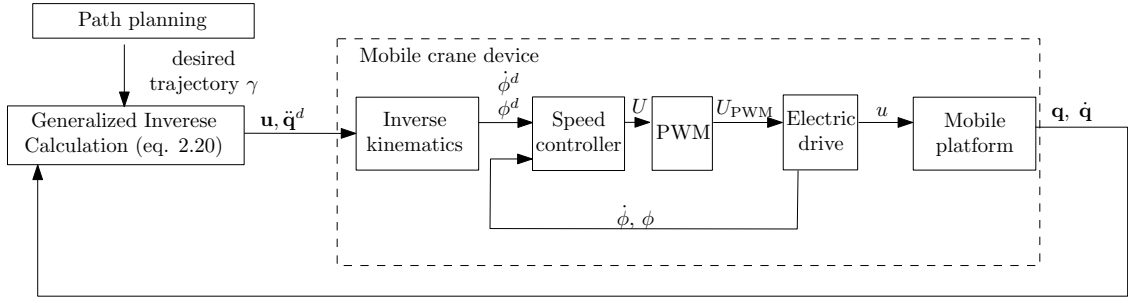 Path planning
desired
trajectory γ
Generalized Inverese
Calculation (eq. 2.20)
𝐮, 𝐪̈ᵈ
Mobile crane device
Inverse
kinematics
ϕ̇ᵈ
ϕᵈ
Speed
controller
U
PWM
U_PWM
Electric
drive
u
Mobile
platform
𝐪, 𝐪̇
ϕ̇, ϕ